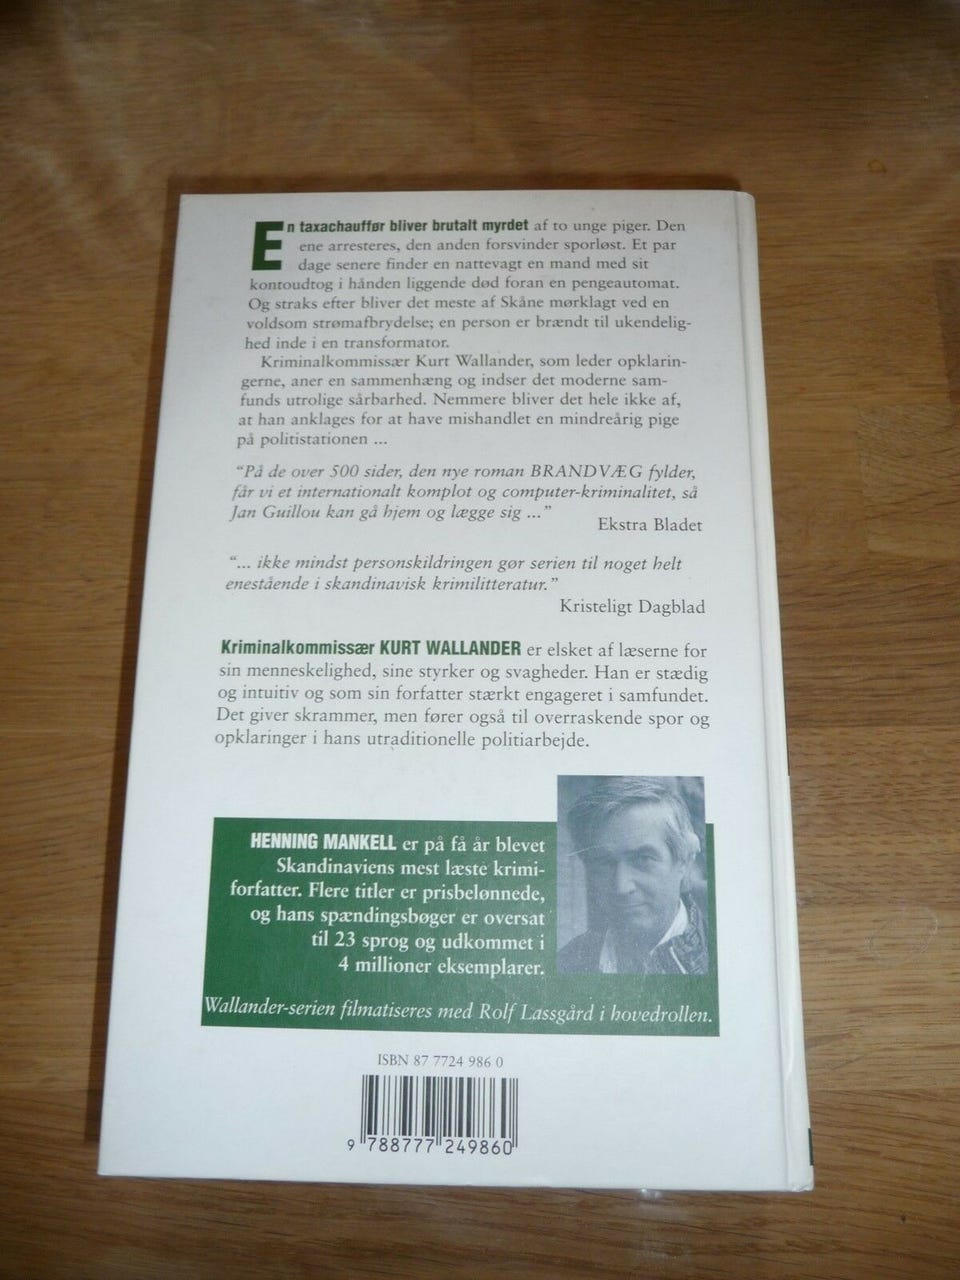 En taxachauffør bliver brutalt myrdet af to unge piger. Den
ene arresteres, den anden forsvinder sporløst. Et par
dage senere finder en nattevagt en mand med sit
kontoudtog i hånden liggende død foran en pengeautomat.
Og straks efter bliver det meste af Skåne mørklagt ved en
voldsom strømafbrydelse; en person er brændt til ukendelig-
hed inde i en transformator.
Kriminalkommissær Kurt Wallander, som leder opklarin-
gerne, aner en sammenhæng og indser det moderne sam-
funds utrolige sårbarhed. Nemmere bliver det hele ikke af,
at han anklages for at have mishandlet en mindreårig pige
på politistationen ...
“På de over 500 sider, den nye roman BRANDVÆG fylder,
får vi et internationalt komplot og computer-kriminalitet, så
Jan Guillou kan gå hjem og lægge sig ...”
Ekstra Bladet
“... ikke mindst personskildringen gør serien til noget helt
enestående i skandinavisk krimilitteratur.”
Kristeligt Dagblad
Kriminalkommissær KURT WALLANDER er elsket af læserne for
sin menneskelighed, sine styrker og svagheder. Han er stædig
og intuitiv og som sin forfatter stærkt engageret i samfundet.
Det giver skrammer, men fører også til overraskende spor og
opklaringer i hans utraditionelle politiarbejde.
HENNING MANKELL er på få år blevet
Skandinaviens mest læste krimi-
forfatter. Flere titler er prisbelønnede,
og hans spændingsbøger er oversat
til 23 sprog og udkommet i
4 millioner eksemplarer.
Wallander-serien filmatiseres med Rolf Lassgård i hovedrollen.
ISBN 87 7724 986 0
9 788777 249860